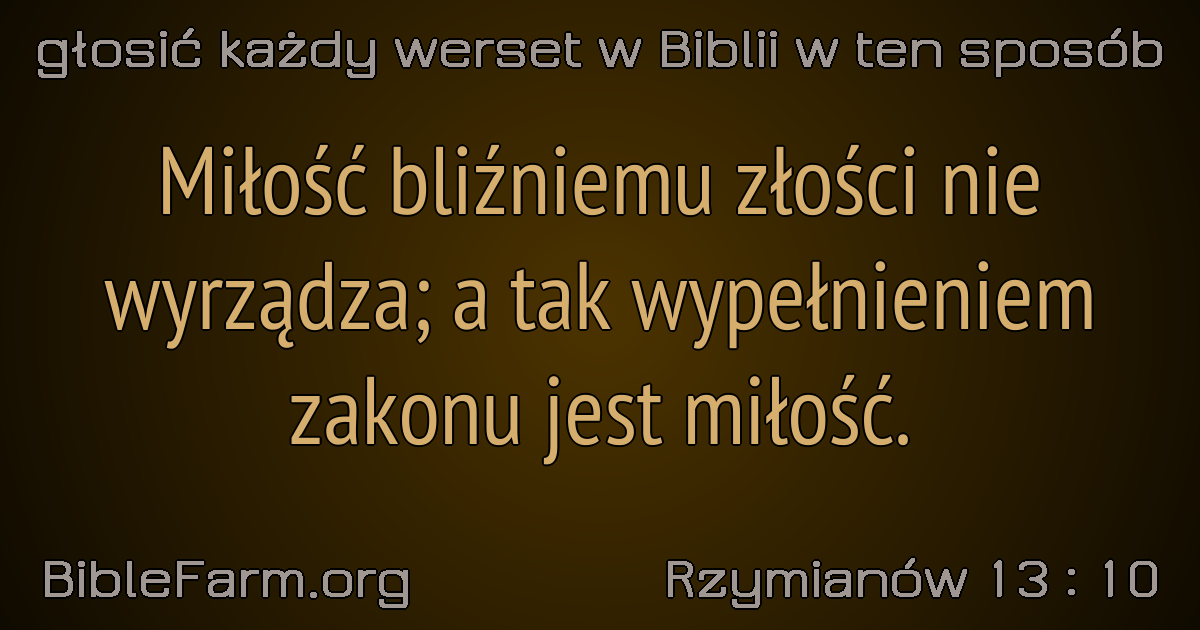 głosić każdy werset w Biblii w ten sposób
Miłość bliźniemu złości nie
wyrządza; a tak wypełnieniem
zakonu jest miłość.
BibleFarm.org
Rzymianów 13 : 10